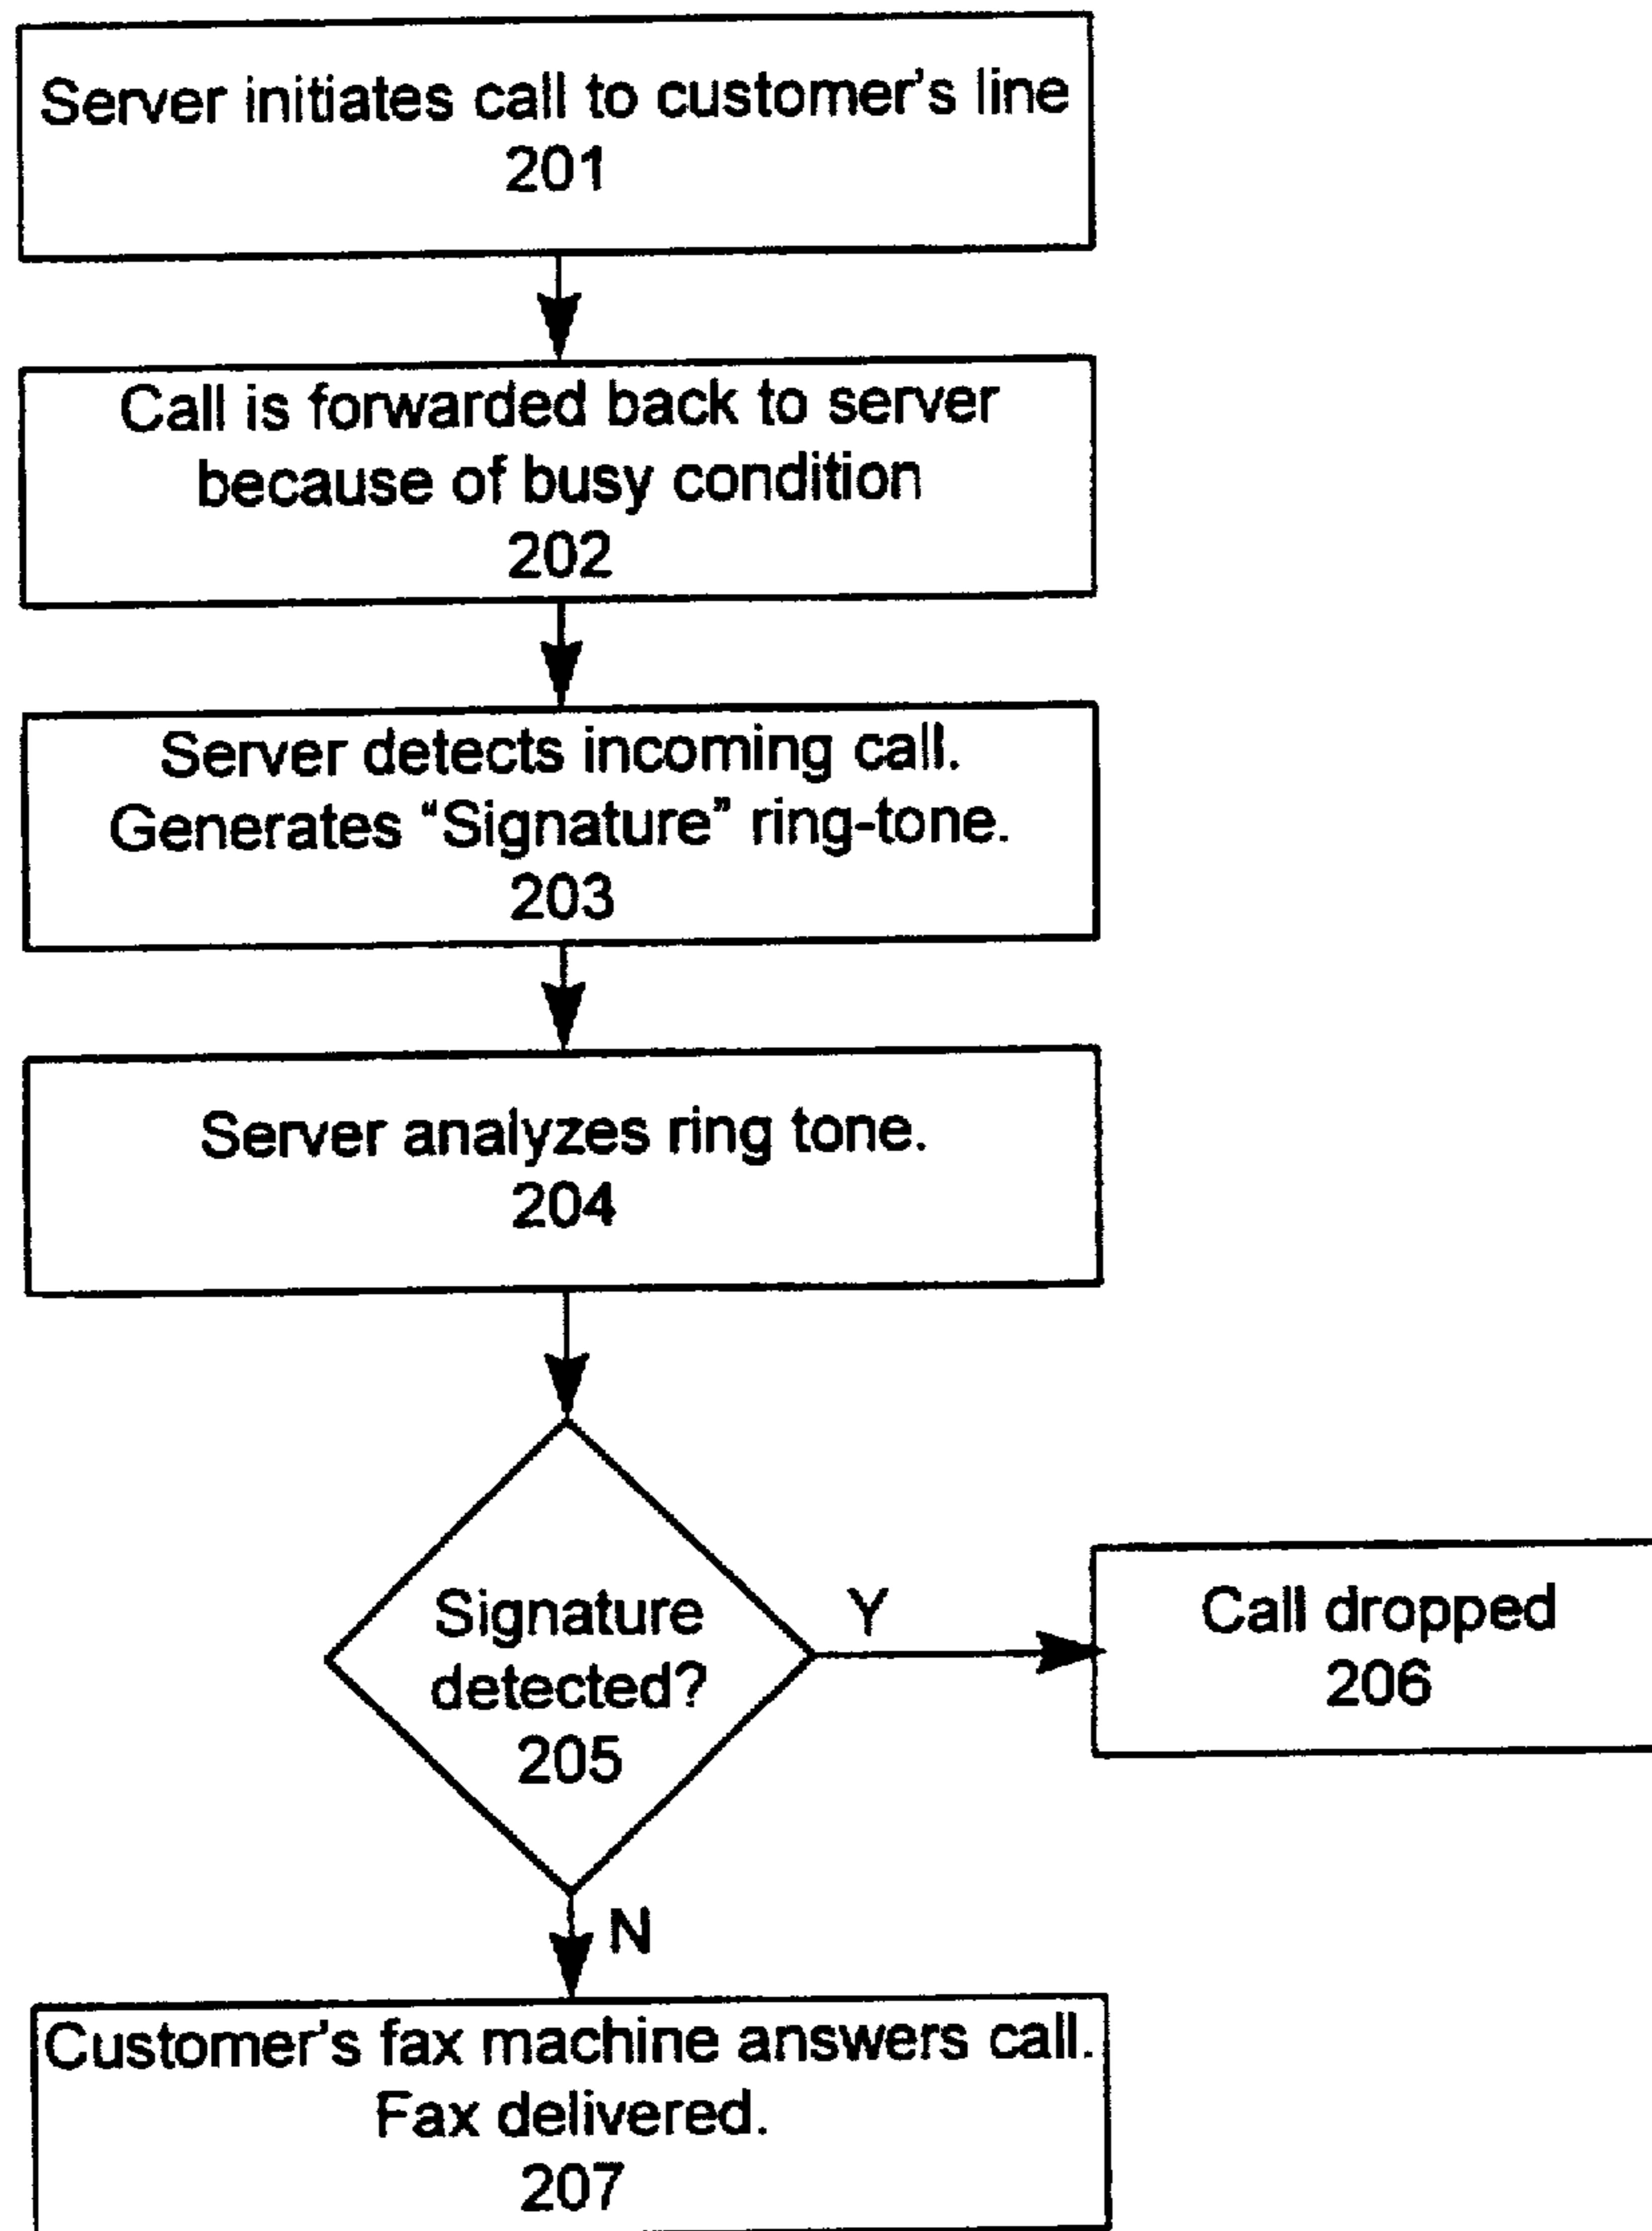 Server initiates call to customer's line
201
Call is forwarded back to server
because of busy condition
202
Server detects incoming call.
Generates “Signature” ring-tone.
203
Server analyzes ring tone.
204
Signature
detected?
205
Y
Call dropped
206
N
Customer's fax machine answers call.
Fax delivered.
207